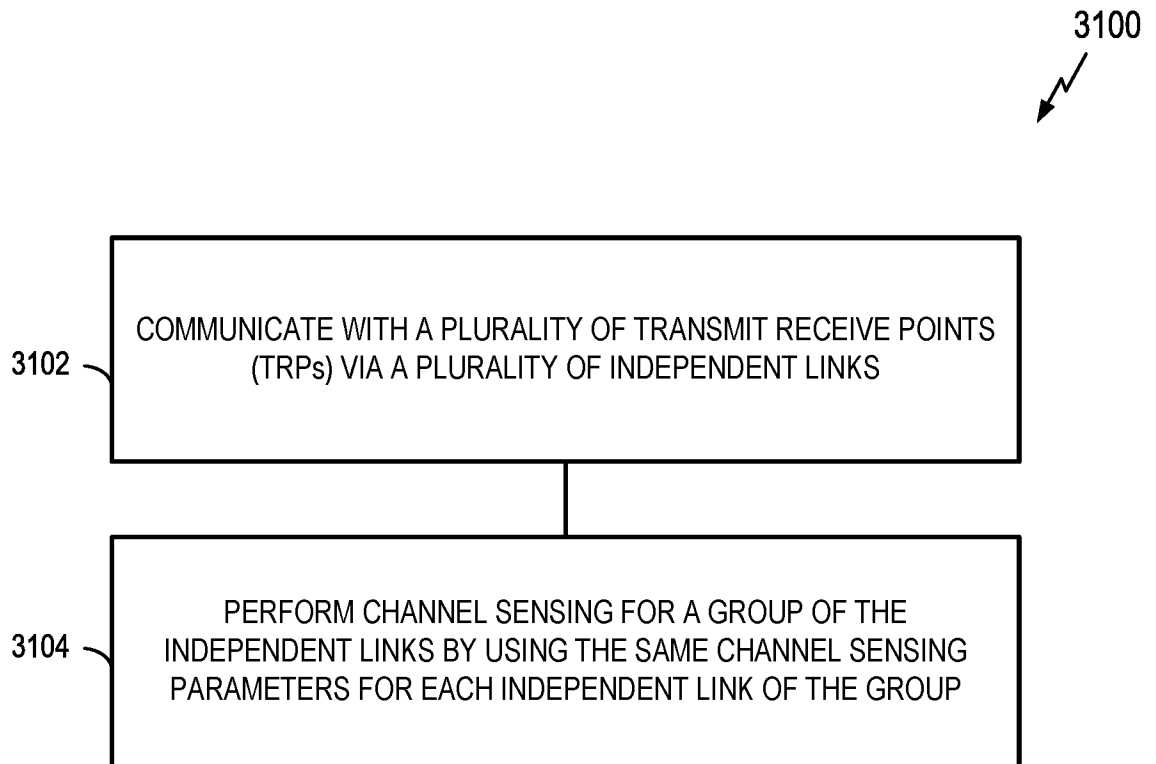 3100
COMMUNICATE WITH A PLURALITY OF TRANSMIT RECEIVE POINTS
(TRPs) VIA A PLURALITY OF INDEPENDENT LINKS
3102
PERFORM CHANNEL SENSING FOR A GROUP OF THE
INDEPENDENT LINKS BY USING THE SAME CHANNEL SENSING
PARAMETERS FOR EACH INDEPENDENT LINK OF THE GROUP
3104